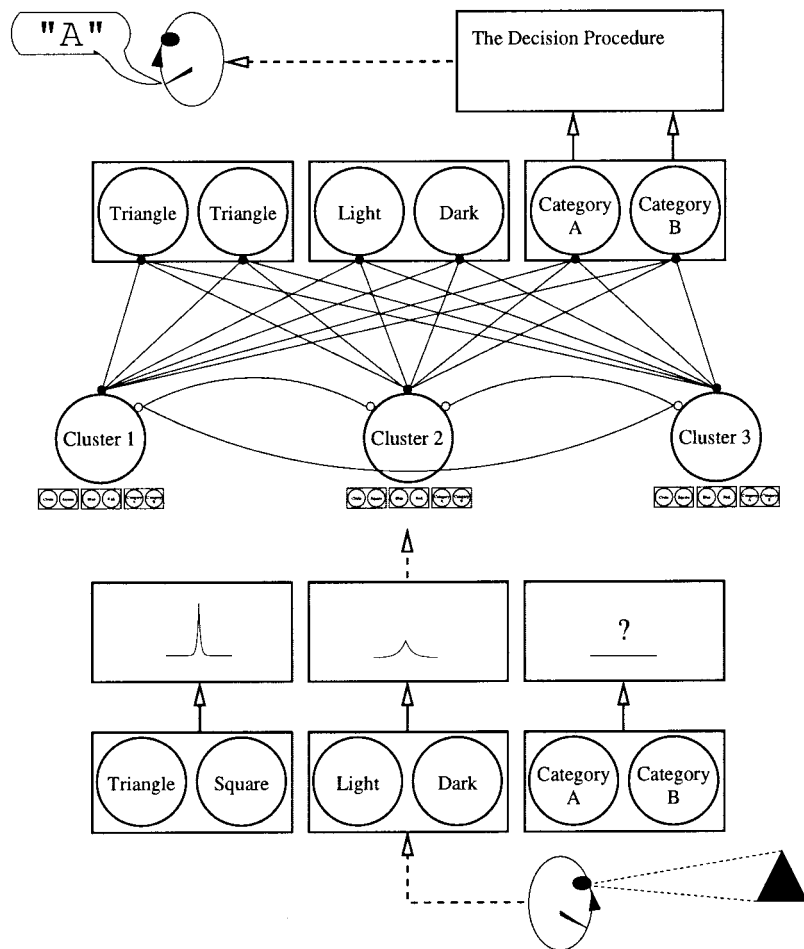 "A"
The Decision Procedure
Triangle Triangle Light Dark Category A Category B
Cluster 1 Cluster 2 Cluster 3
?
Triangle Square Light Dark Category A Category B